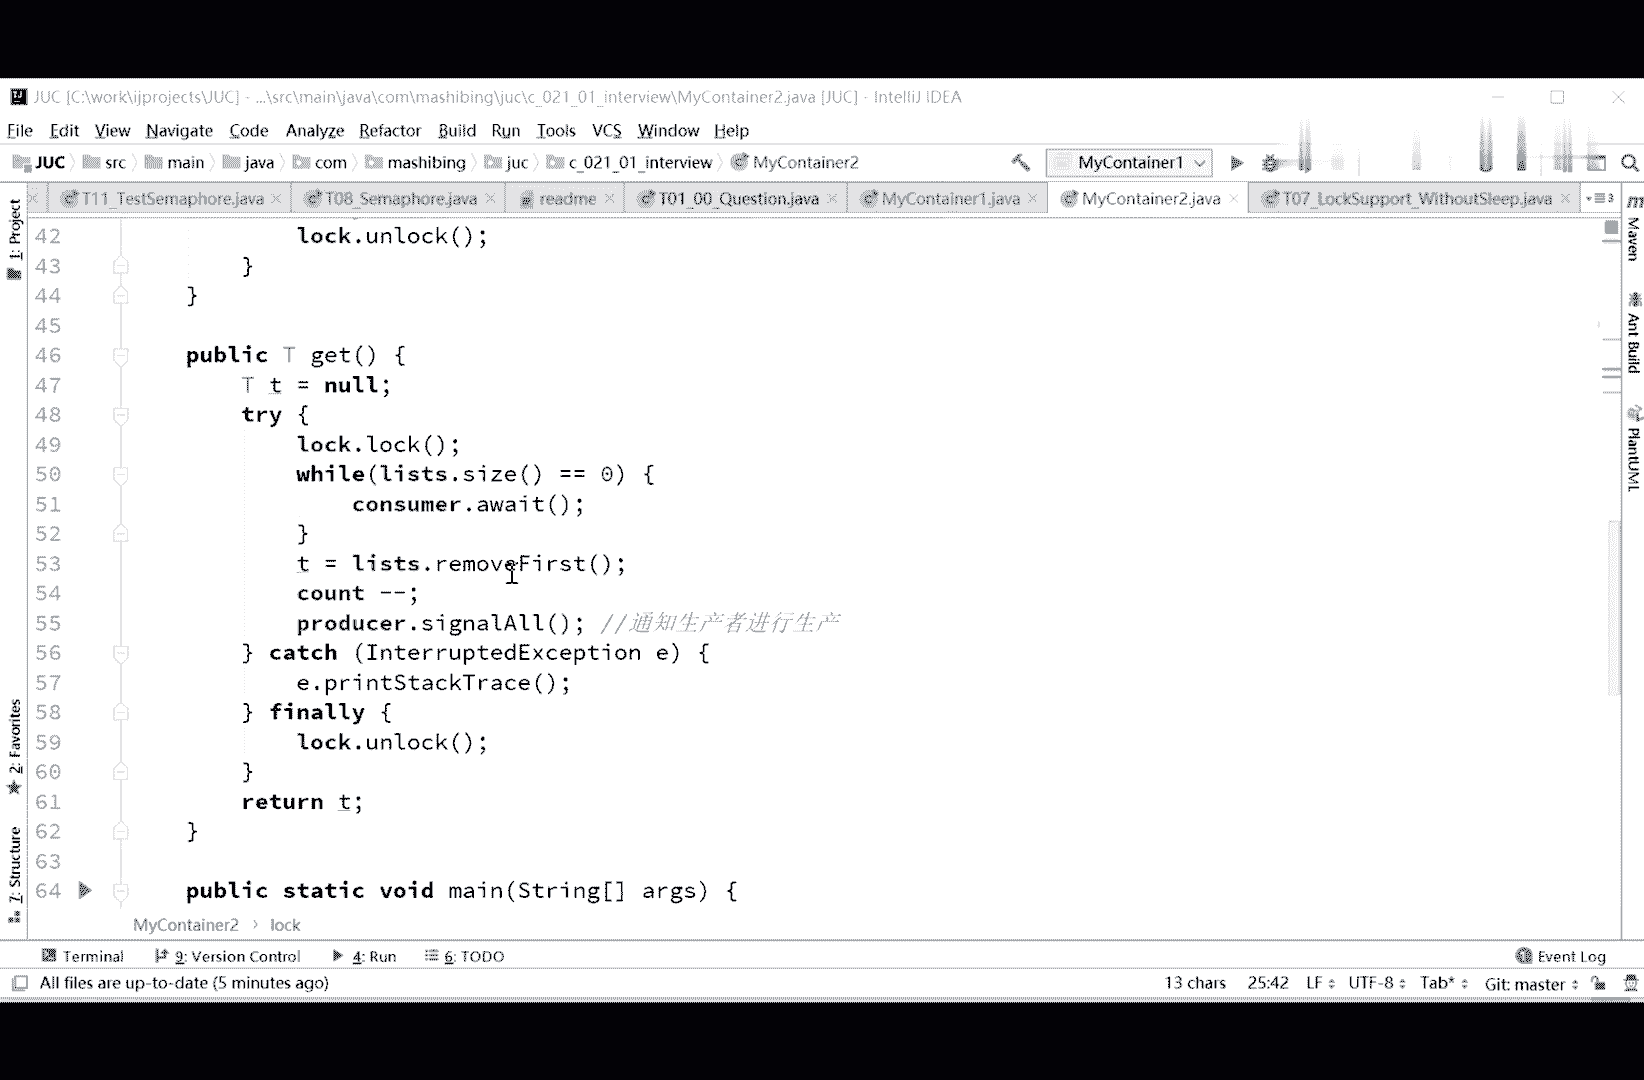 JUC [C:\work\ijprojects\JUC] - ...\src\main\java\com\mashibing\juc\c_021_01_interview\MyContainer2.java [JUC] - IntelliJ IDEA
File Edit View Navigate Code Analyze Refactor Build Run Tools VCS Window Help
JUC src main java com mashibing juc c_021_01_interview MyContainer2 MyContainer1
T11_TestSemaphore.java T08_Semaphore.java readme T01_00_Question.java MyContainer1.java MyContainer2.java T07_LockSupport_WithoutSleep.java 3
1: Project
2: Favorites
7: Structure
Maven
Ant Build
PlantUML
42 lock.unlock();
43 }
44 }
45
46 public T get() {
47 T t = null;
48 try {
49 lock.lock();
50 while(lists.size() == 0) {
51 consumer.await();
52 }
53 t = lists.removeFirst();
54 count --;
55 producer.signalAll(); //通知生产者进行生产
56 } catch (InterruptedException e) {
57 e.printStackTrace();
58 } finally {
59 lock.unlock();
60 }
61 return t;
62 }
63
64 public static void main(String[] args) {
MyContainer2 > lock
Terminal 9: Version Control 4: Run 6: TODO Event Log
All files are up-to-date (5 minutes ago) 13 chars 25:42 LF UTF-8 Tab* Git: master